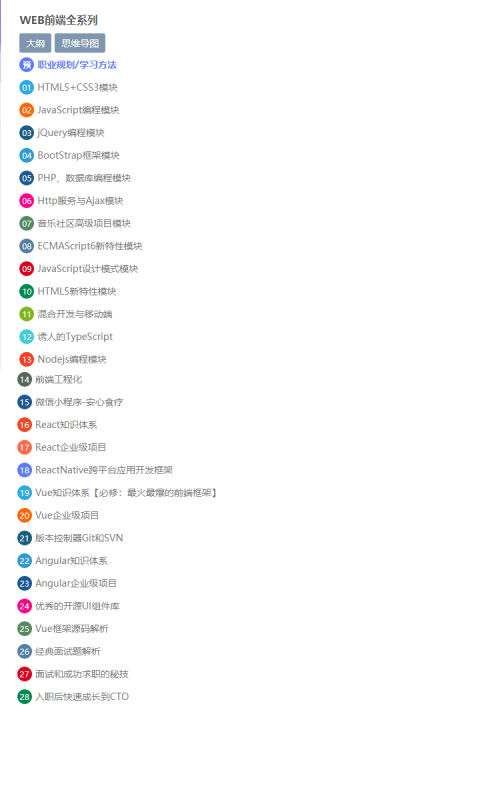 WEB前端全系列
大纲 思维导图
预 职业规划/学习方法
01 HTML5+CSS3模块
02 JavaScript编程模块
03 jQuery编程模块
04 BootStrap框架模块
05 PHP、数据库编程模块
06 Http服务与Ajax模块
07 音乐社区高级项目模块
08 ECMAScript6新特性模块
09 JavaScript设计模式模块
10 HTML5新特性模块
11 混合开发与移动端
12 诱人的TypeScript
13 Nodejs编程模块
14 前端工程化
15 微信小程序-安心食疗
16 React知识体系
17 React企业级项目
18 ReactNative跨平台应用开发框架
19 Vue知识体系【必修：最火最爆的前端框架】
20 Vue企业级项目
21 版本控制器Git和SVN
22 Angular知识体系
23 Angular企业级项目
24 优秀的开源UI组件库
25 Vue框架源码解析
26 经典面试题解析
27 面试和成功求职的秘技
28 入职后快速成长到CTO